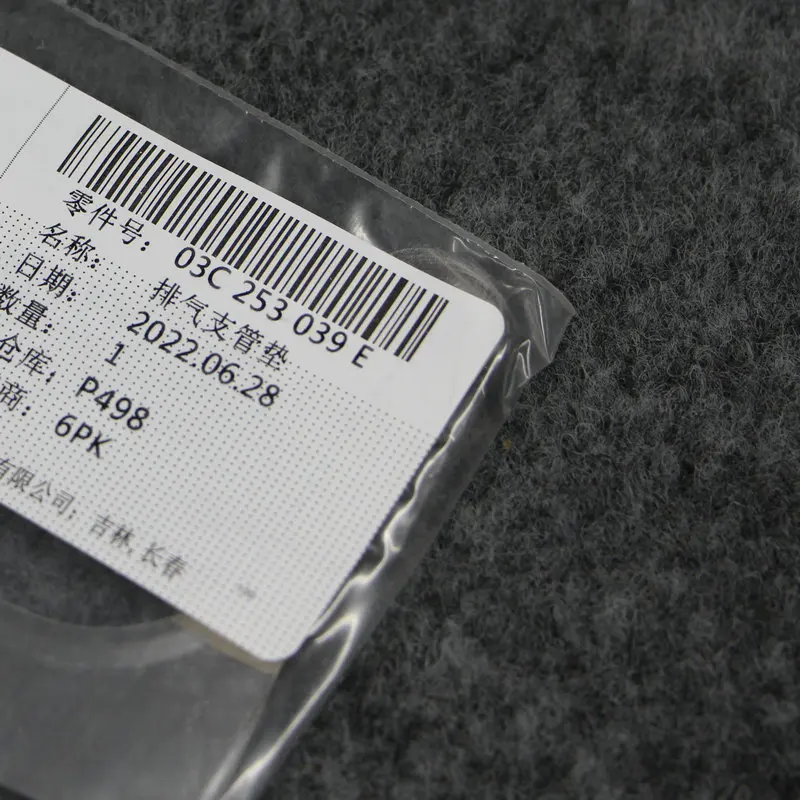 零件号: 03C 253 039 E
名称: 排气支管垫
日期: 2022.06.28
数量: 1
仓库: P498
商: 6PK
有限公司; 吉林, 长春